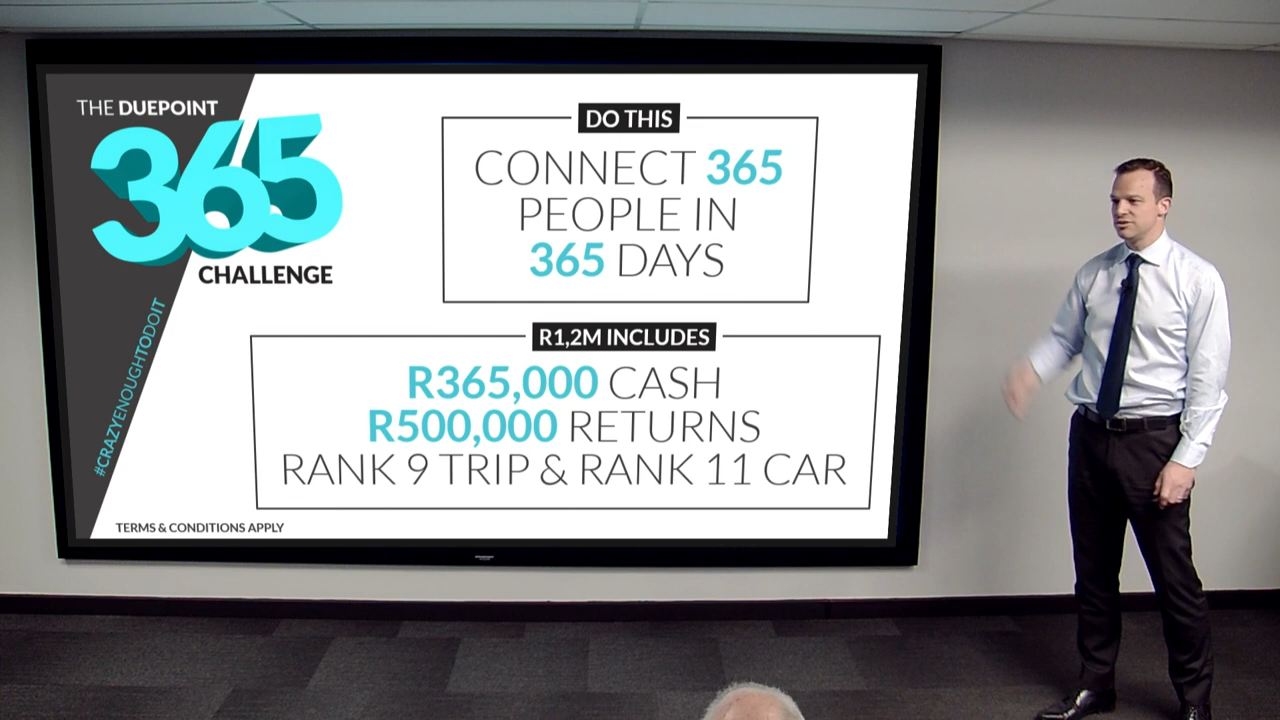 THE DUEPOINT
365
CHALLENGE
#CRAZYENOUGHTODOIT
DO THIS
CONNECT 365
PEOPLE IN
365 DAYS
R1,2M INCLUDES
R365,000 CASH
R500,000 RETURNS
RANK 9 TRIP & RANK 11 CAR
TERMS & CONDITIONS APPLY